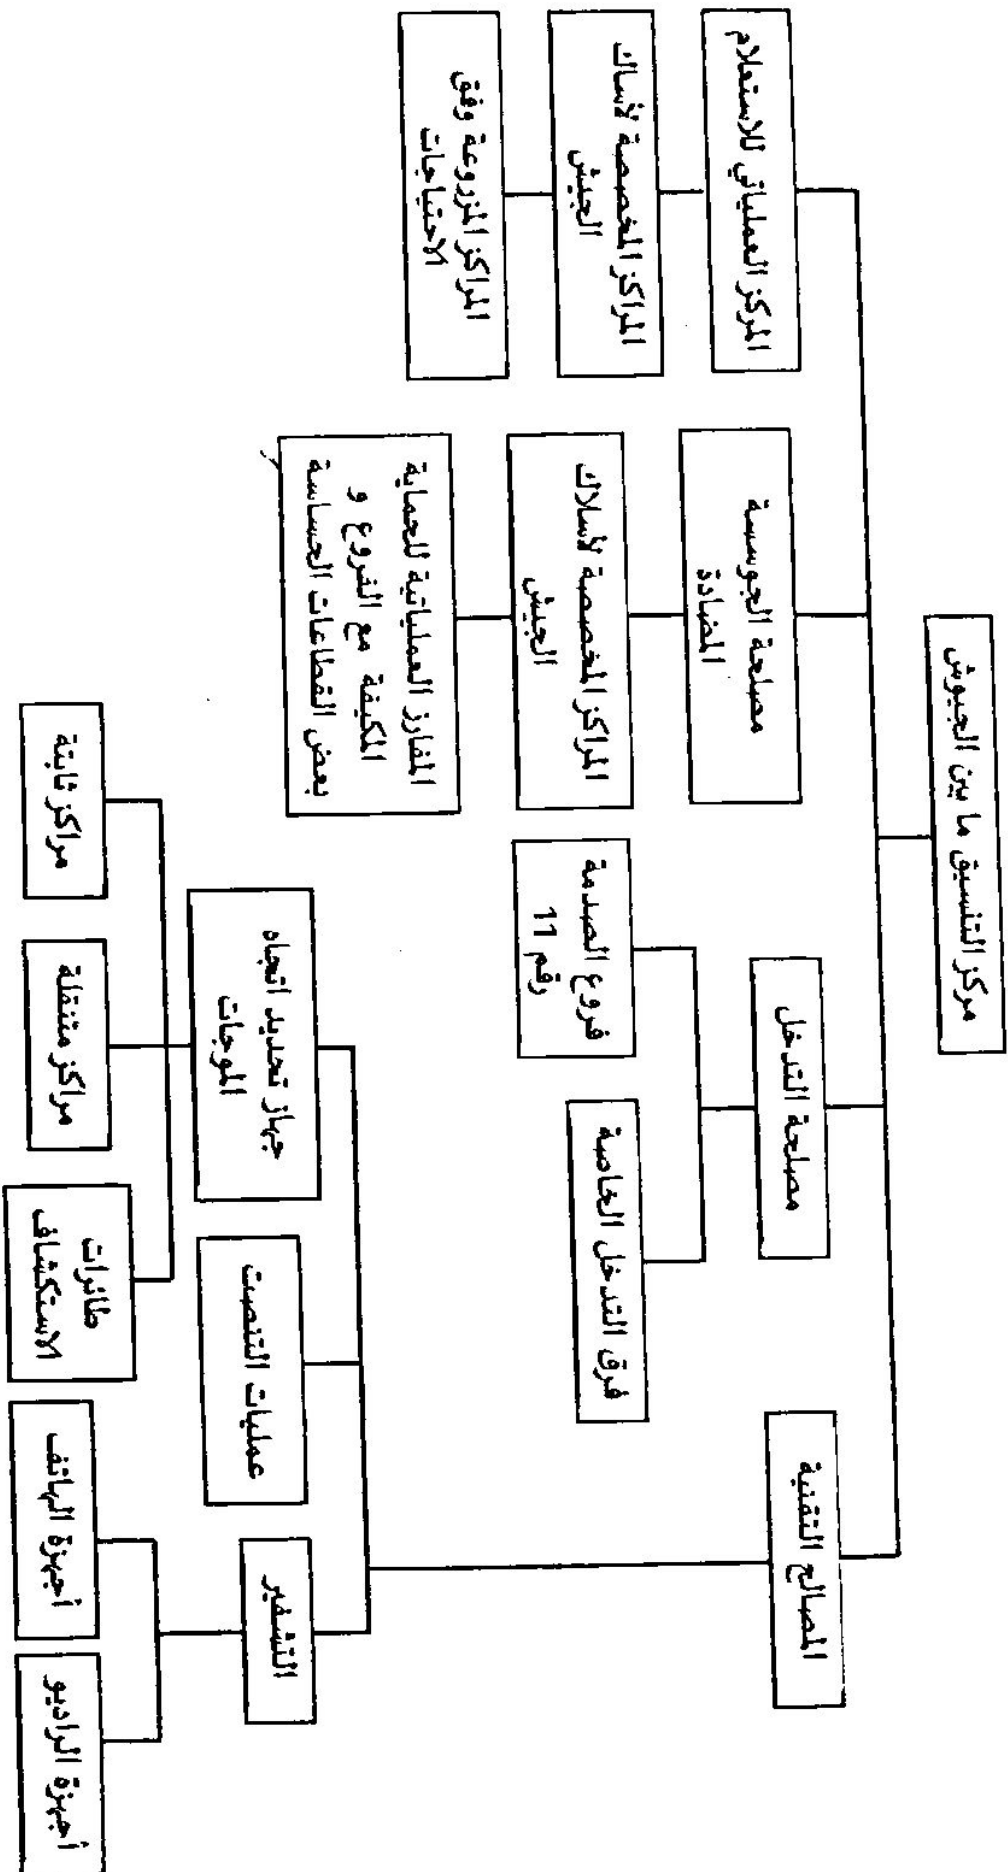 مركز التنسيق ما بين الجيوش
المركز العملياتي للاستعلام
مصلحة الجوسسة
المضادة
مصلحة التدخل
المصالح التقنية
المراكز المخصصة لأساك
الجيش
المراكز المخصصة لأسلاك
الجيش
فروع الصدمة
رقم 11
فرق التدخل الخاصة
المراكز المزروعة وفق
الاحتياجات
المفارز العملياتية للحماية
المكيفة مع الفروع و
بعض القطاعات الحساسة
جهاز تحديد اتجاه
الموجات
عمليات التنصت
التشفير
مراكز ثابتة
مراكز متنقلة
طائرات
الاستكشاف
أجهزة الهاتف
أجهزة الراديو